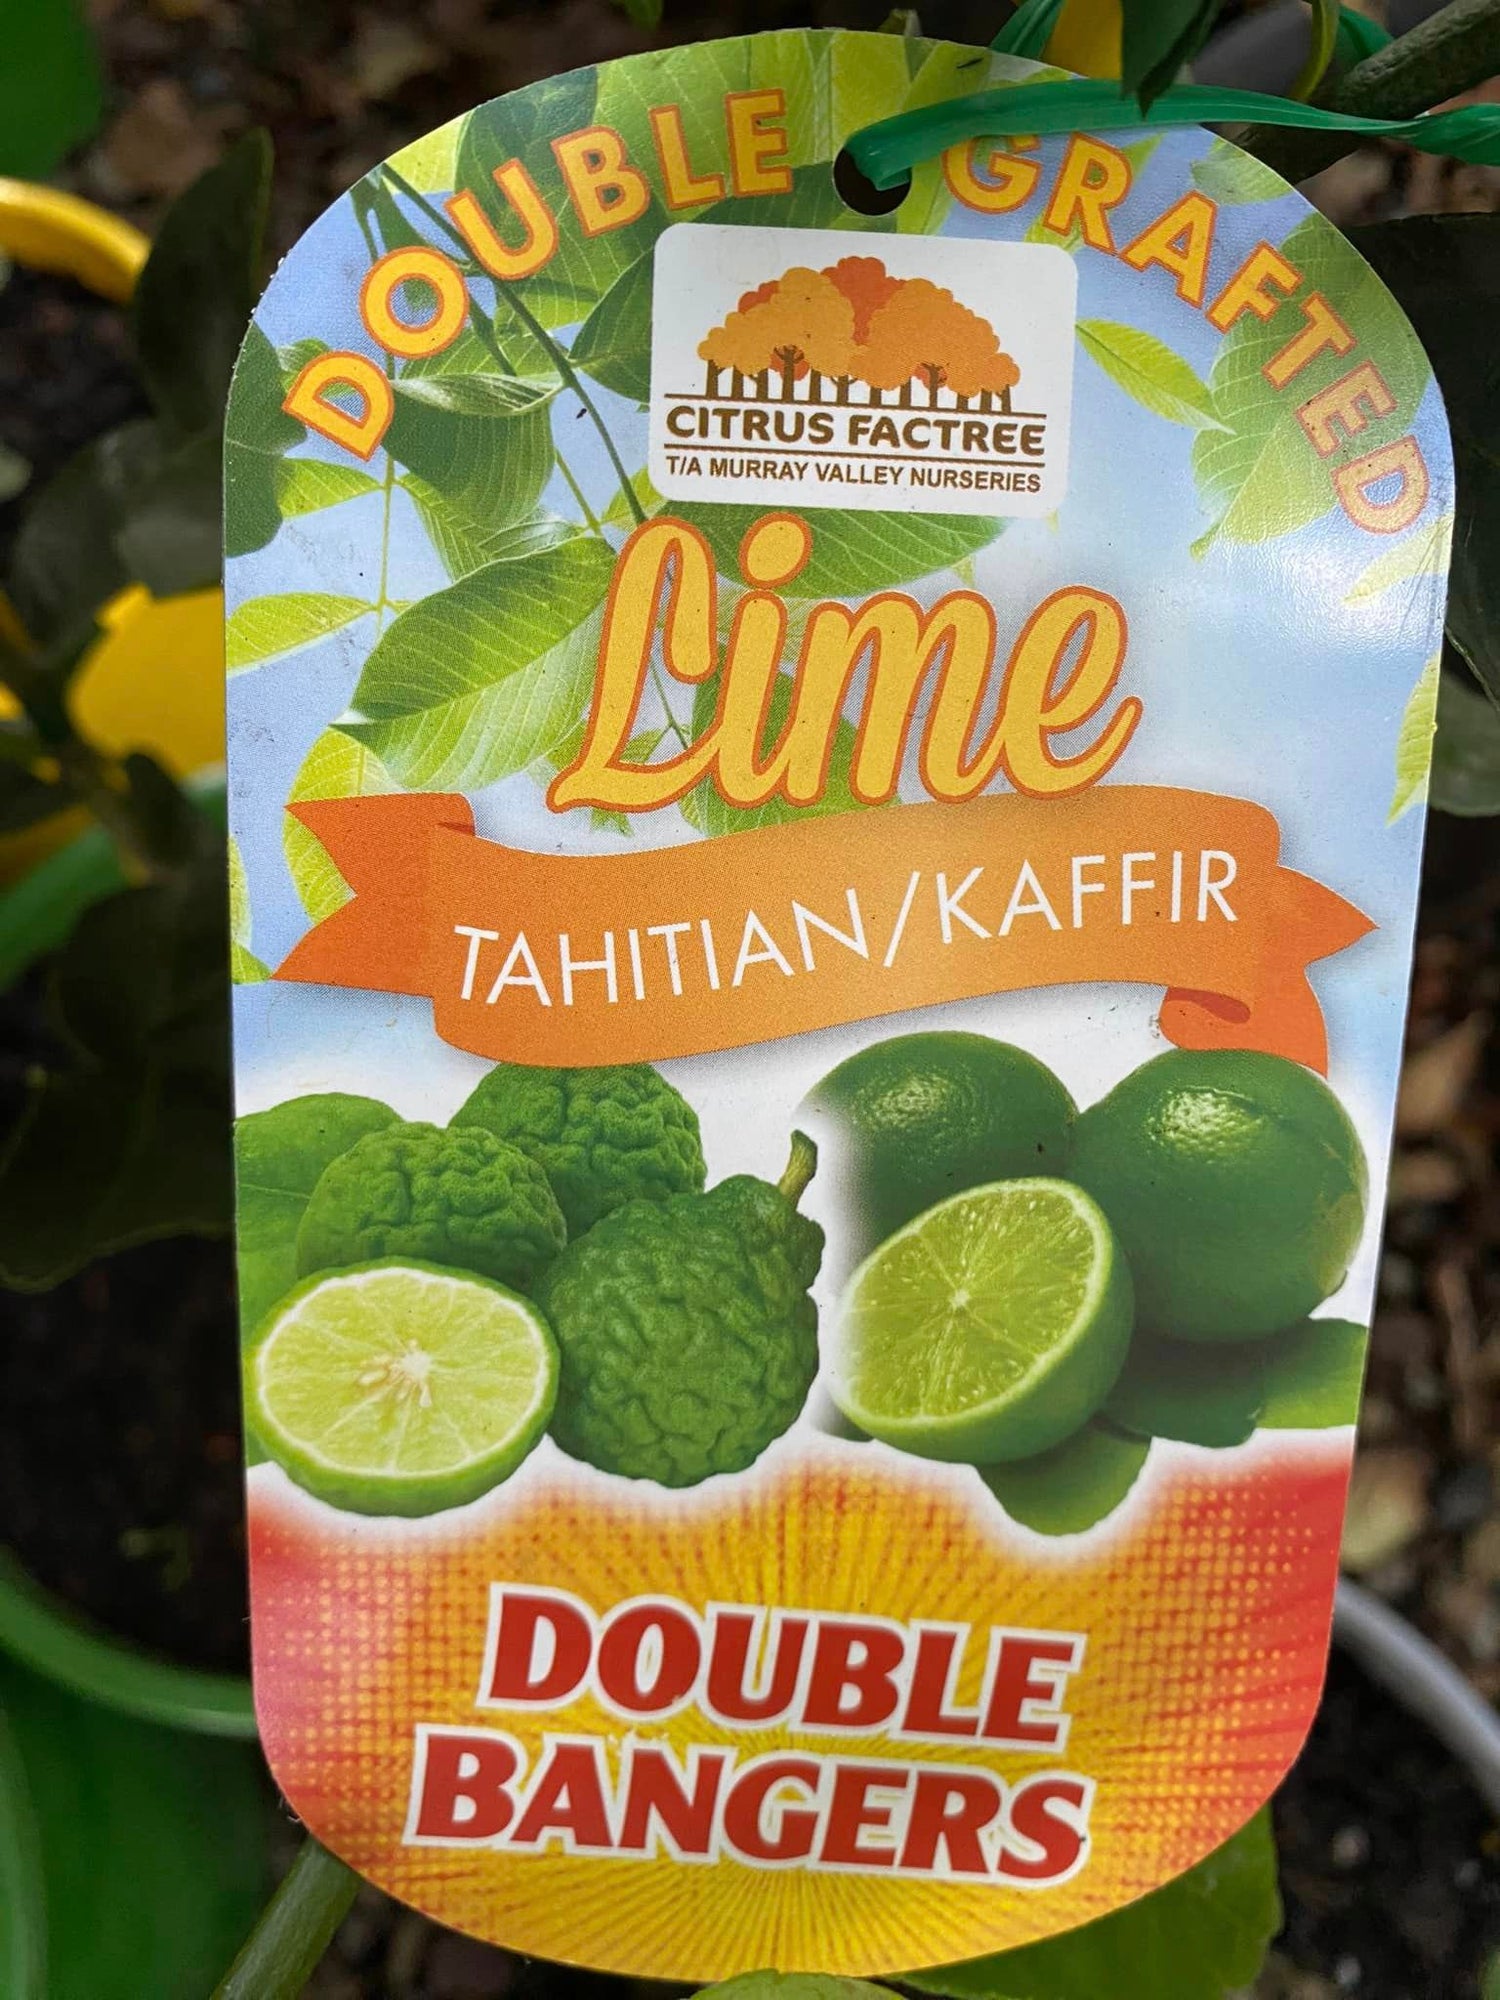 DOUBLE GRAFTED
CITRUS FACTREE
T/A MURRAY VALLEY NURSERIES
Lime
TAHITIAN/KAFFIR
DOUBLE
BANGERS